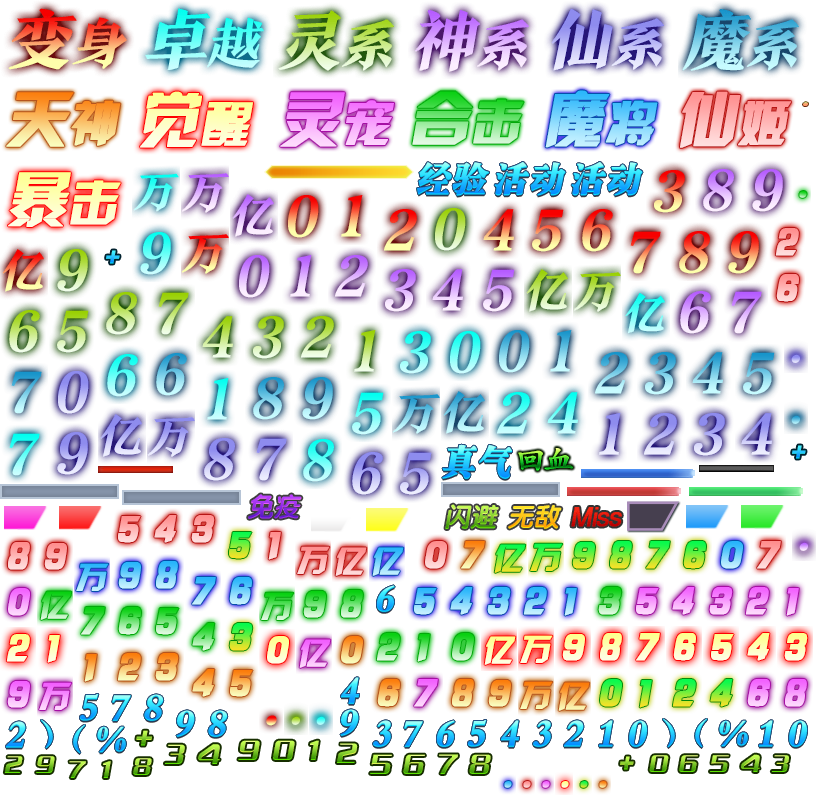 变身 卓越 灵系 神系 仙系 魔系
天神 觉醒 灵宠 合击 魔将 仙姬
暴击 万 万 经验 活动 活动 3 8 9
亿 0 1 2 0 4 5 6
亿 9 + 9 万 7 8 9 2
0 1 2 3 4 5 亿 万 6
6 5 8 7 亿 6 7
4 3 2 1 3 0 0 1
7 0 6 6 1 8 9 5 万 亿 2 4 2 3 4 5
7 9 亿 万 8 7 8 6 5 1 2 3 4
真气 回血 +
免疫 闪避 无敌 Miss
8 9 5 4 3 5 1 万 亿 亿 0 7 亿 万 9 8 7 6 0 7
万 9 8 7 6
0 亿 7 6 5 4 3 万 9 8 6 5 4 3 2 1 3 5 4 3 2 1
2 1 1 2 3 4 5 0 亿 0 2 1 0 亿 万 9 8 7 6 5 4 3
9 万 5 7 8 9 8 4 6 7 8 9 万 亿 0 1 2 4 6 8
2 ) ( % + 9 3 7 6 5 4 3 2 1 0 ) ( % 1 0
2 9 7 1 8 3 4 9 0 1 2 5 6 7 8 + 0 6 5 4 3